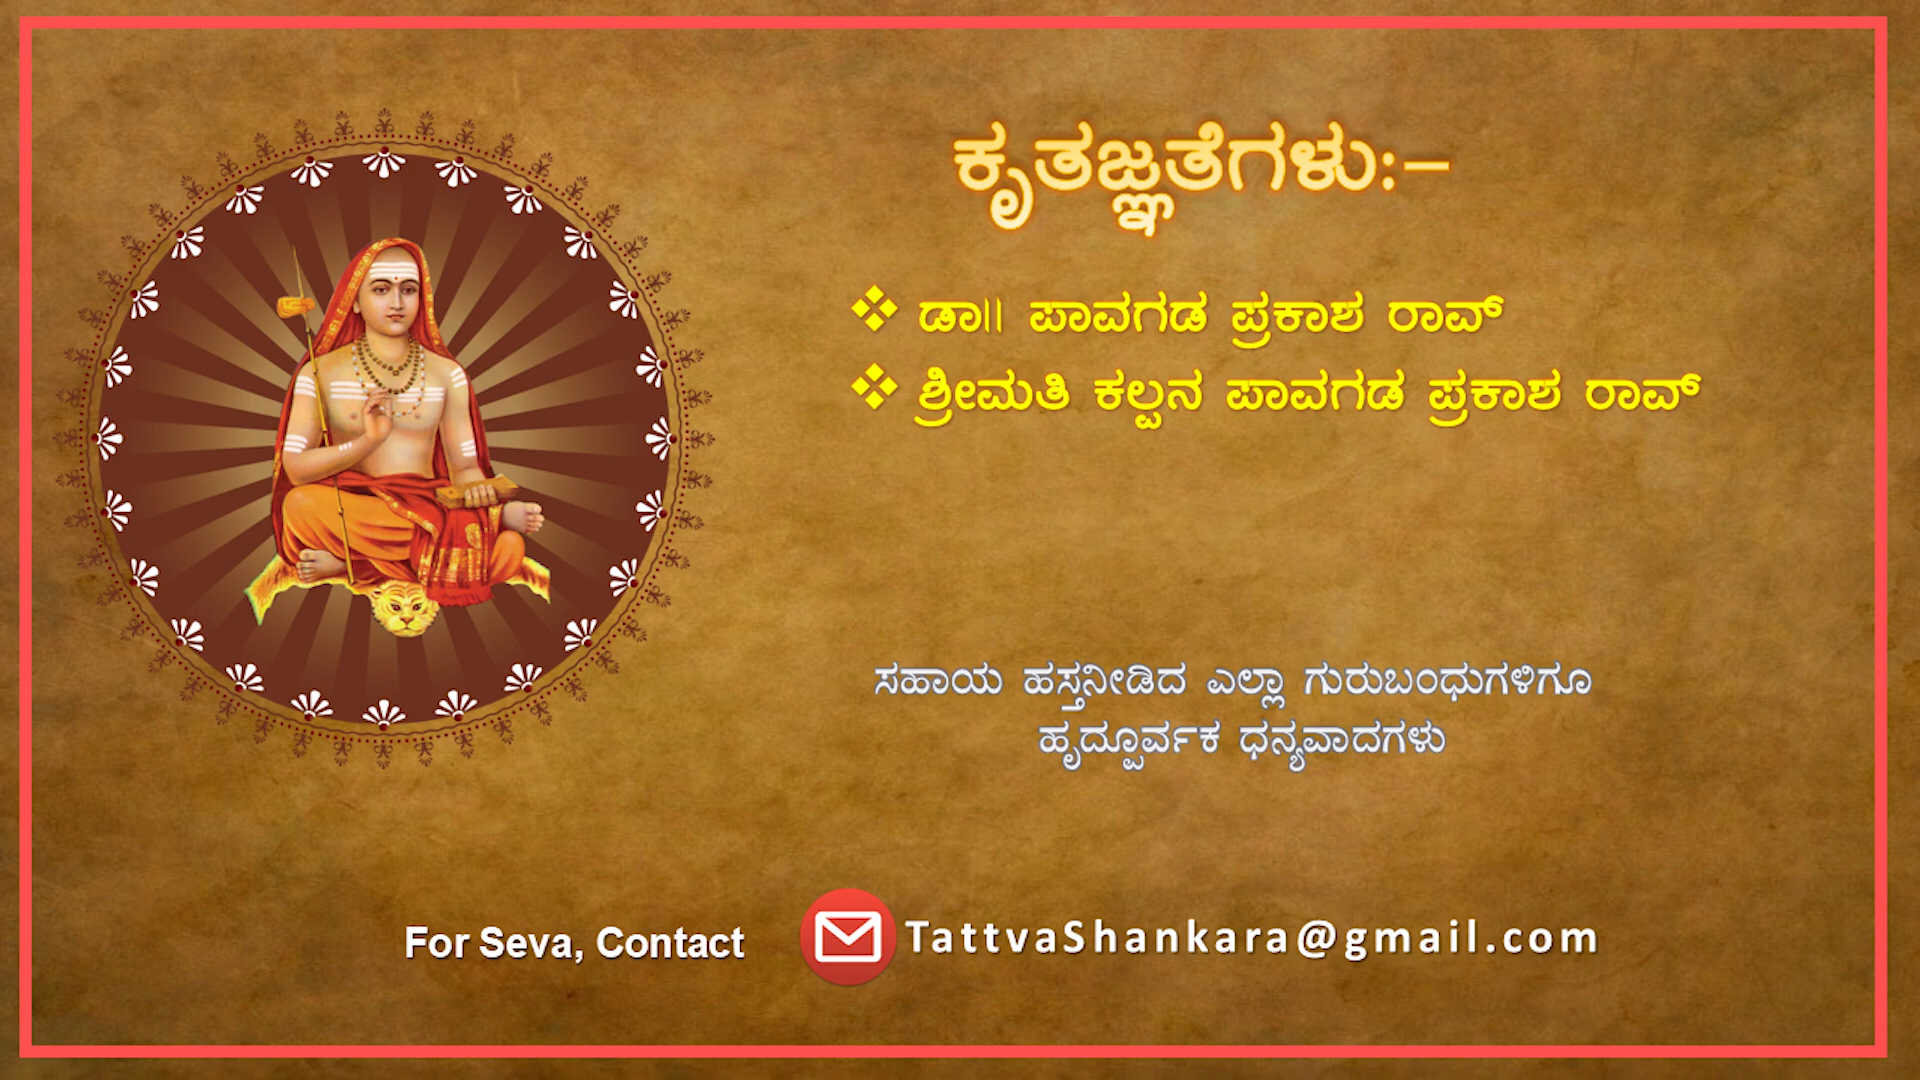 ಕೃತಜ್ಞತೆಗಳು:–
❖ ಡಾ॥ ಪಾವಗಡ ಪ್ರಕಾಶ ರಾವ್
❖ ಶ್ರೀಮತಿ ಕಲ್ಪನ ಪಾವಗಡ ಪ್ರಕಾಶ ರಾವ್
ಸಹಾಯ ಹಸ್ತನೀಡಿದ ಎಲ್ಲಾ ಗುರುಬಂಧುಗಳಿಗೂ
ಹೃದ್ಪೂರ್ವಕ ಧನ್ಯವಾದಗಳು
For Seva, Contact TattvaShankara@gmail.com